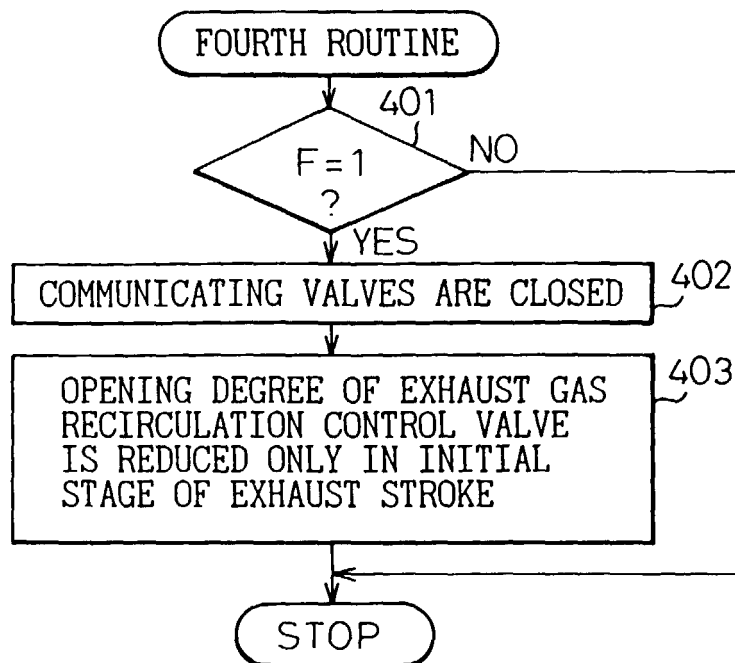 FOURTH ROUTINE
401
F=1
?
NO
YES
COMMUNICATING VALVES ARE CLOSED
402
403
OPENING DEGREE OF EXHAUST GAS
RECIRCULATION CONTROL VALVE
IS REDUCED ONLY IN INITIAL
STAGE OF EXHAUST STROKE
STOP